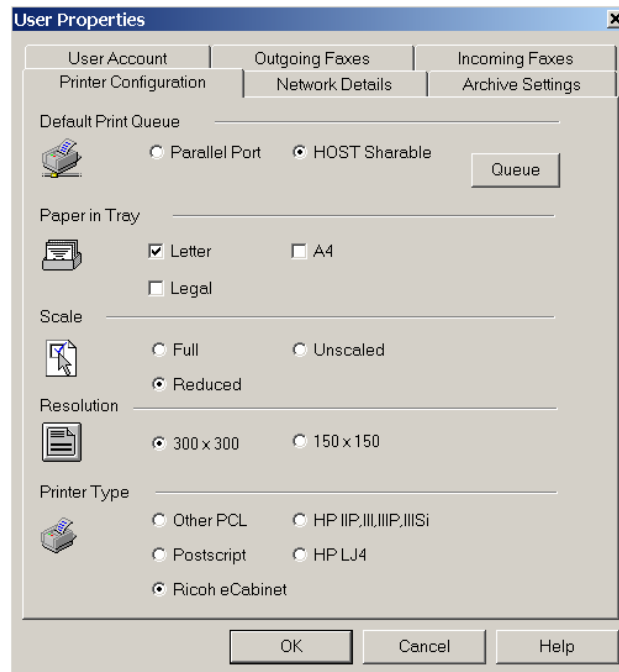 User Properties
User Account Outgoing Faxes Incoming Faxes
Printer Configuration Network Details Archive Settings
Default Print Queue
Parallel Port HOST Sharable
Queue
Paper in Tray
Letter A4
Legal
Scale
Full Unscaled
Reduced
Resolution
300 x 300 150 x 150
Printer Type
Other PCL HP IIP,III,IIIP,IIISi
Postscript HP LJ4
Ricoh eCabinet
OK Cancel Help